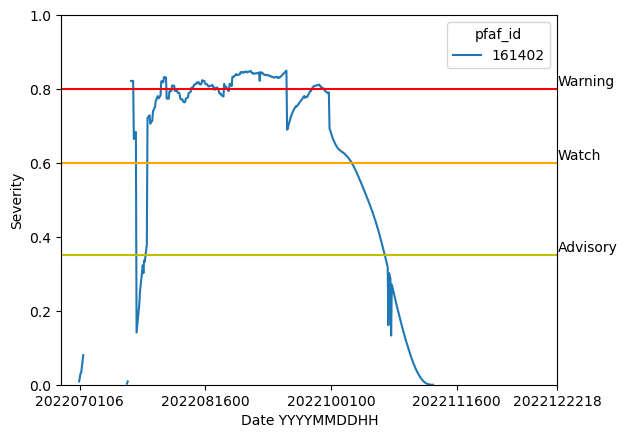 1.0
0.8
0.6
0.4
0.2
0.0
Severity
pfaf_id
161402
Warning
Watch
Advisory
2022070106 2022081600 2022100100 2022111600 2022122218
Date YYYYMMDDHH